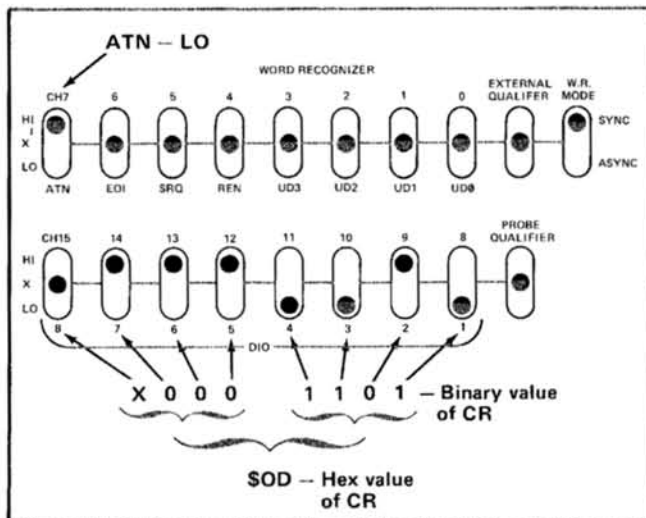 ATN – LO
WORD RECOGNIZER
CH7 6 5 4 3 2 1 0 EXTERNAL QUALIFER W.R. MODE
HI
I
X
LO
SYNC
ASYNC
ATN EOI SRQ REN UD3 UD2 UD1 UD0
CH15 14 13 12 11 10 9 8 PROBE QUALIFIER
HI
X
LO
8 7 6 5 4 3 2 1
DIO
X 0 0 0 1 1 0 1 – Binary value
of CR
$OD – Hex value
of CR